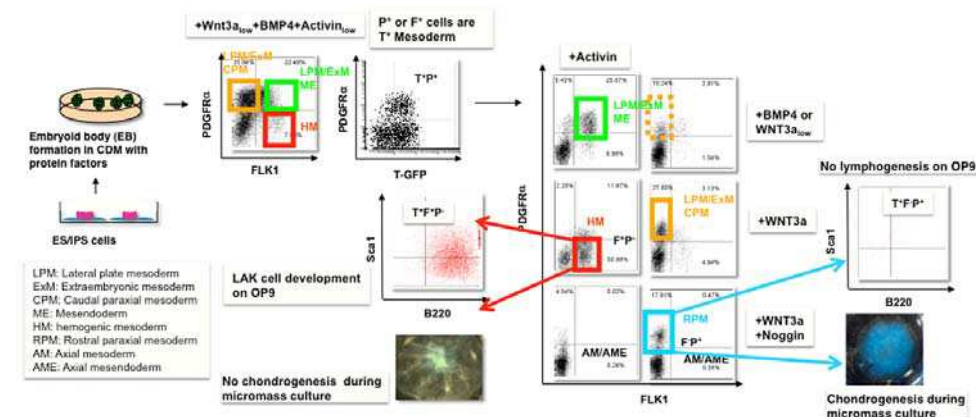 +Wnt3alow+BMP4+Activinlow
P+ or F+ cells are
T+ Mesoderm
LPM/ExM
CPM
22.49%
LPM/ExM
ME
HM
PDGFRα
FLK1
T+P+
PDGFRα
T-GFP
+Activin
LPM/ExM
ME
+BMP4 or
WNT3alow
Embryoid body (EB)
formation in CDM with
protein factors
ES/IPS cells
LPM: Lateral plate mesoderm
ExM: Extraembryonic mesoderm
CPM: Caudal paraxial mesoderm
ME: Mesendoderm
HM: hemogenic mesoderm
RPM: Rostral paraxial mesoderm
AM: Axial mesoderm
AME: Axial mesendoderm
LAK cell development
on OP9
T+F+P-
Sca1
B220
No chondrogenesis during
micromass culture
PDGFRα
HM
F+P-
LPM/ExM
CPM
+WNT3a
AM/AME
RPM
F-P+
AM/AME
+WNT3a
+Noggin
FLK1
No lymphogenesis on OP9
T+F-P+
Sca1
B220
Chondrogenesis during
micromass culture